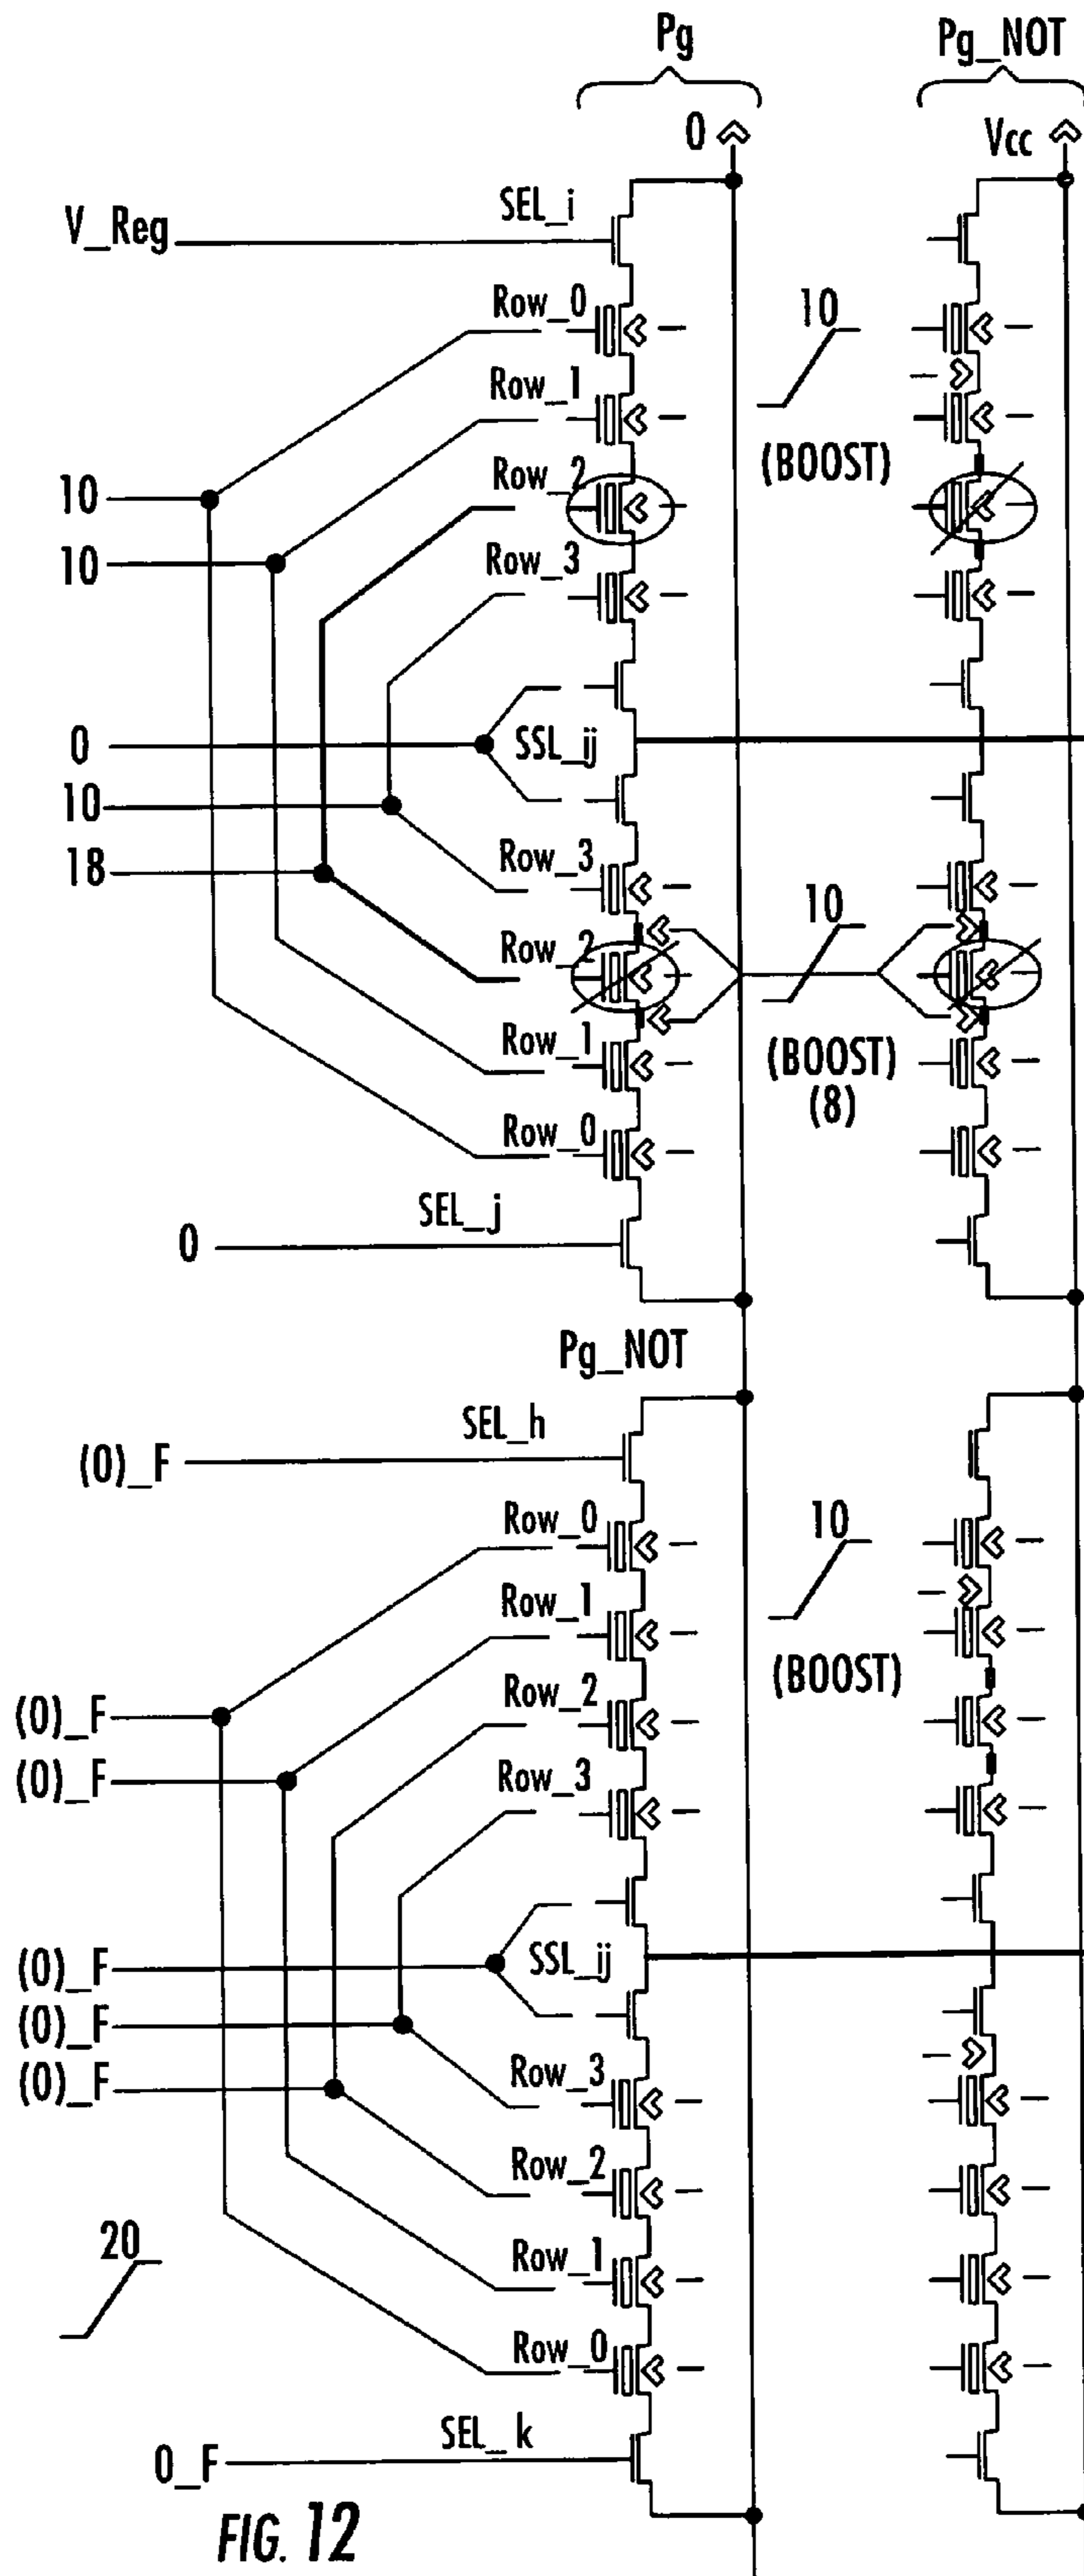 Pg Pg_NOT
0 Vcc
SEL_i
V_Reg
Row_0 10
Row_1
(BOOST)
Row_2
10
Row_3
10
0 SSL_ij
10
18 Row_3
10
Row_2
Row_1 (BOOST)
(8)
Row_0
SEL_j
0
Pg_NOT
SEL_h
(0)_F
Row_0 10
Row_1
(BOOST)
Row_2
(0)_F
Row_3
(0)_F
(0)_F SSL_ij
(0)_F
(0)_F Row_3
Row_2
20 Row_1
Row_0
SEL_k
0_F
FIG. 12